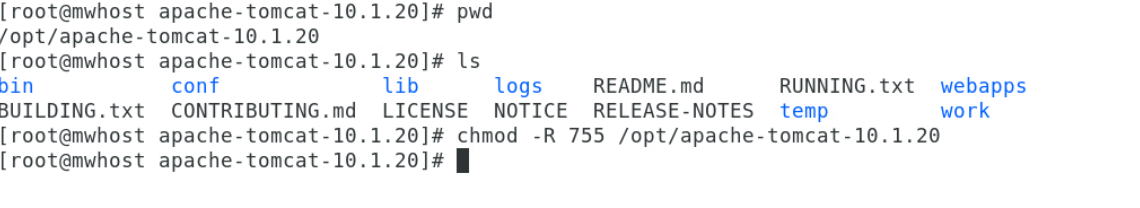 [root@mwhost apache-tomcat-10.1.20]# pwd
/opt/apache-tomcat-10.1.20
[root@mwhost apache-tomcat-10.1.20]# ls
bin conf lib logs README.md RUNNING.txt webapps
BUILDING.txt CONTRIBUTING.md LICENSE NOTICE RELEASE-NOTES temp work
[root@mwhost apache-tomcat-10.1.20]# chmod -R 755 /opt/apache-tomcat-10.1.20
[root@mwhost apache-tomcat-10.1.20]#